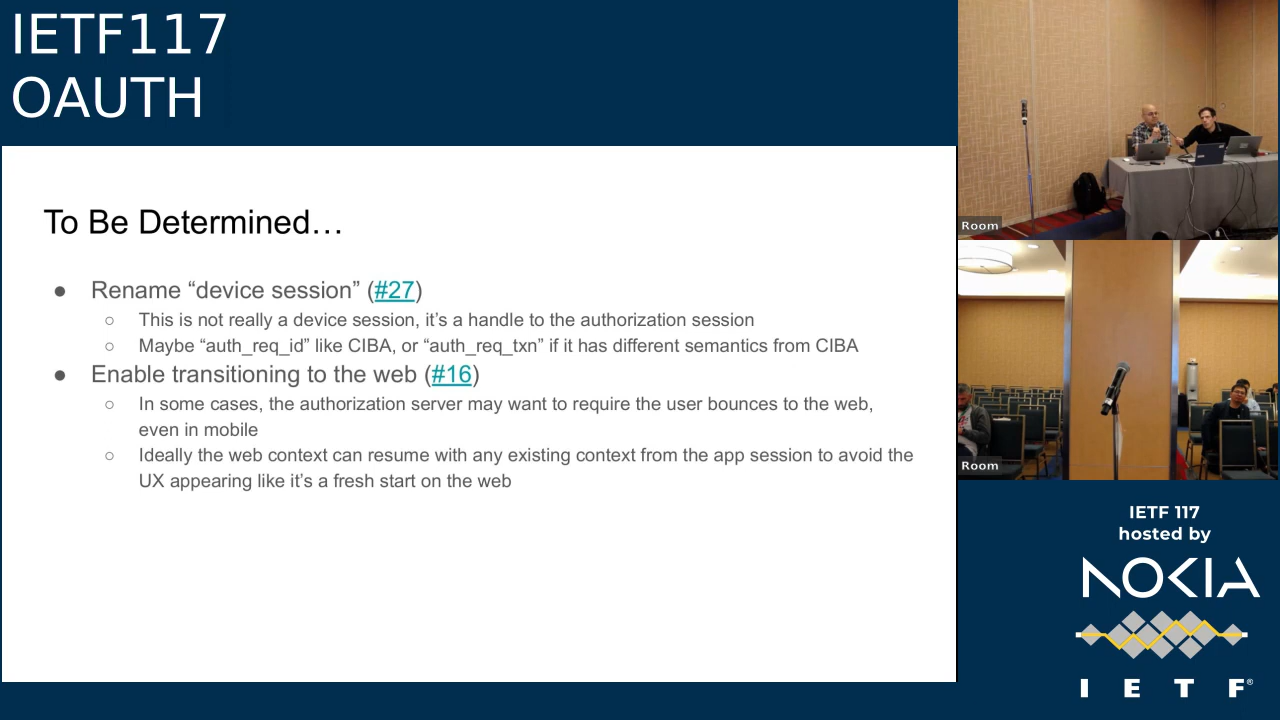 IETF117
OAUTH
To Be Determined…
● Rename “device session” (#27)
○ This is not really a device session, it’s a handle to the authorization session
○ Maybe “auth_req_id” like CIBA, or “auth_req_txn” if it has different semantics from CIBA
● Enable transitioning to the web (#16)
○ In some cases, the authorization server may want to require the user bounces to the web,
even in mobile
○ Ideally the web context can resume with any existing context from the app session to avoid the
UX appearing like it’s a fresh start on the web
Room
Room
IETF 117
hosted by
NOKIA
I E T F®